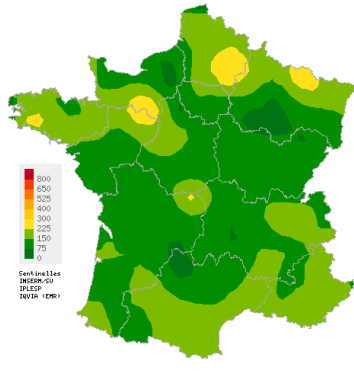 800
650
525
400
300
225
150
75
0
Sentinelles
INSERM/SU
IPLESP
IQVIA (EMR)